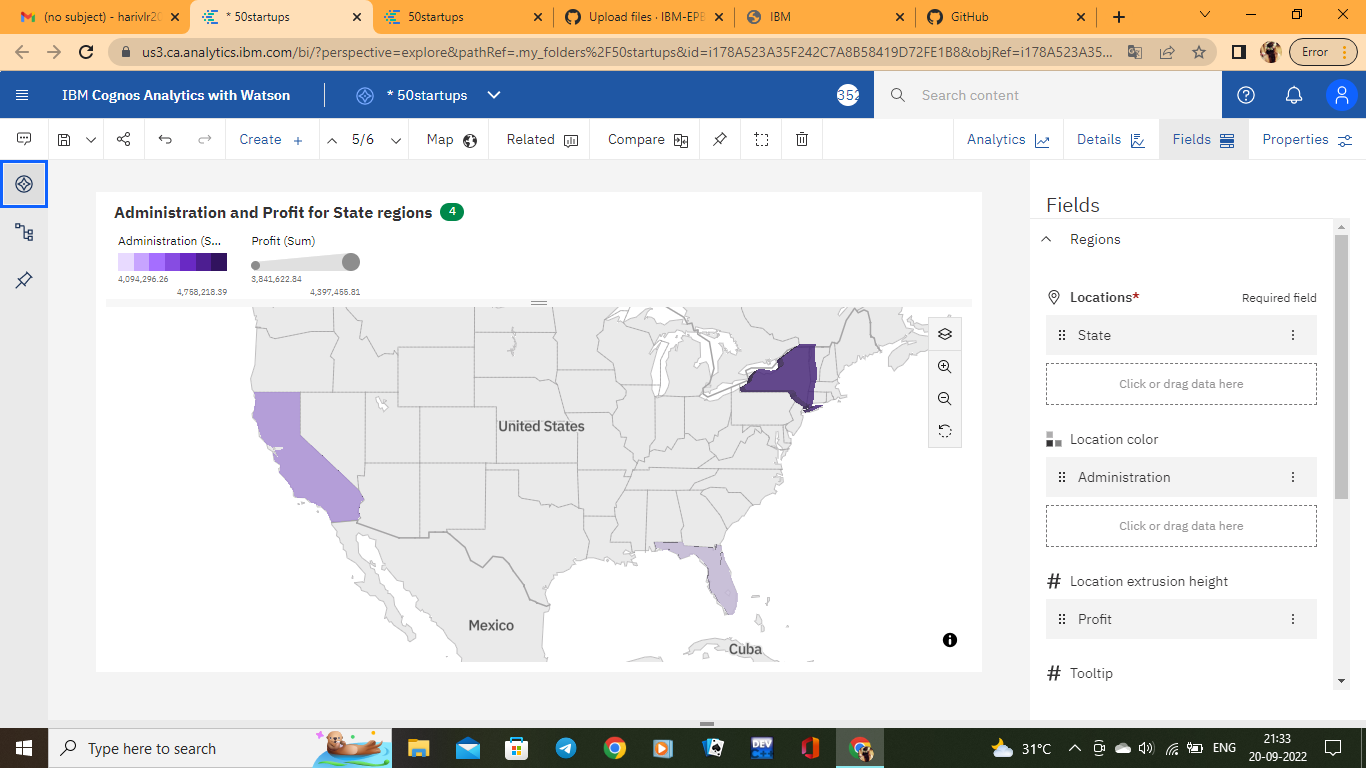 (no subject) - harivlr20
* 50startups
50startups
Upload files · IBM-EPB
IBM
GitHub
us3.ca.analytics.ibm.com/bi/?perspective=explore&pathRef=.my_folders%2F50startups&id=i178A523A35F242C7A8B58419D72FE1B8&objRef=i178A523A35...
Error
IBM Cognos Analytics with Watson
* 50startups
352
Search content
Create +
5/6
Map
Related
Compare
Analytics
Details
Fields
Properties
Administration and Profit for State regions 4
Administration (S...
4,094,296.26
4,758,218.39
Profit (Sum)
3,841,622.84
4,397,455.81
United States
Mexico
Cuba
Fields
Regions
Locations* Required field
State
Click or drag data here
Location color
Administration
Click or drag data here
# Location extrusion height
Profit
# Tooltip
Type here to search
DEV
31°C
ENG
21:33
20-09-2022